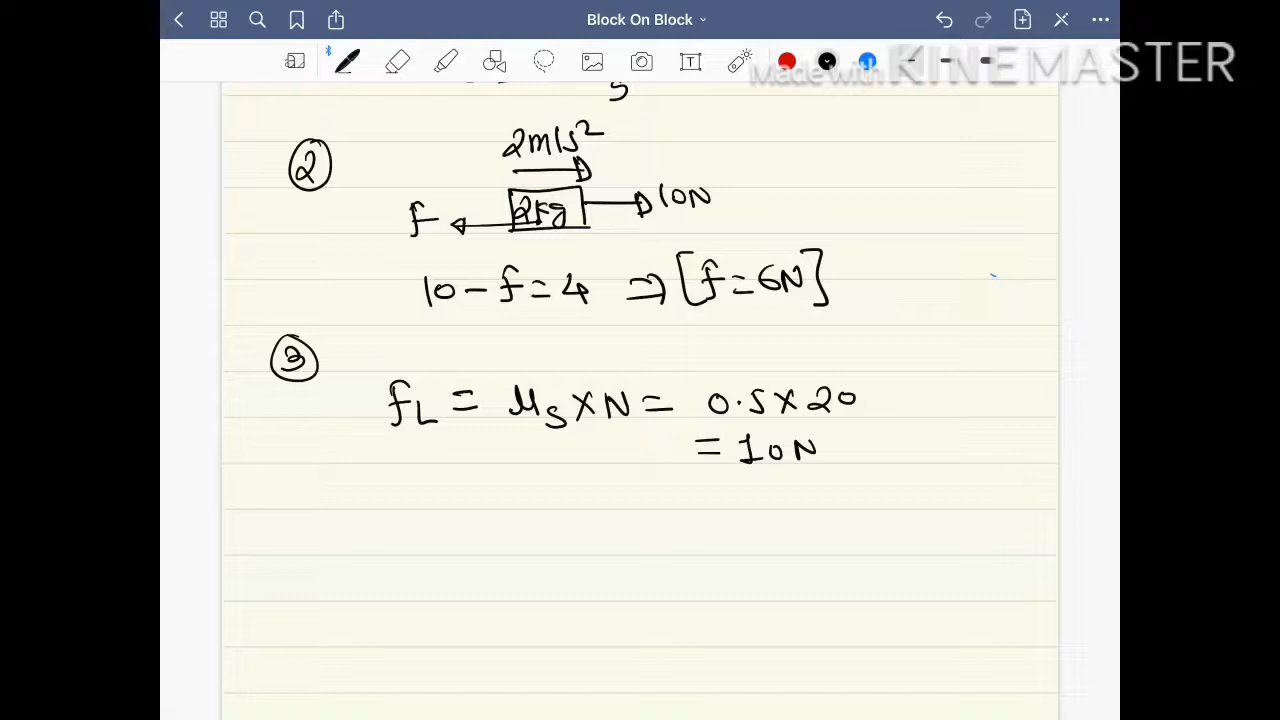 Block On Block
Made with KINEMASTER
②
2m/s²
2kg
10N
f
10 - f = 4 ⇒ [f = 6N]
③
fL = μs × N = 0.5 × 20
= 10N